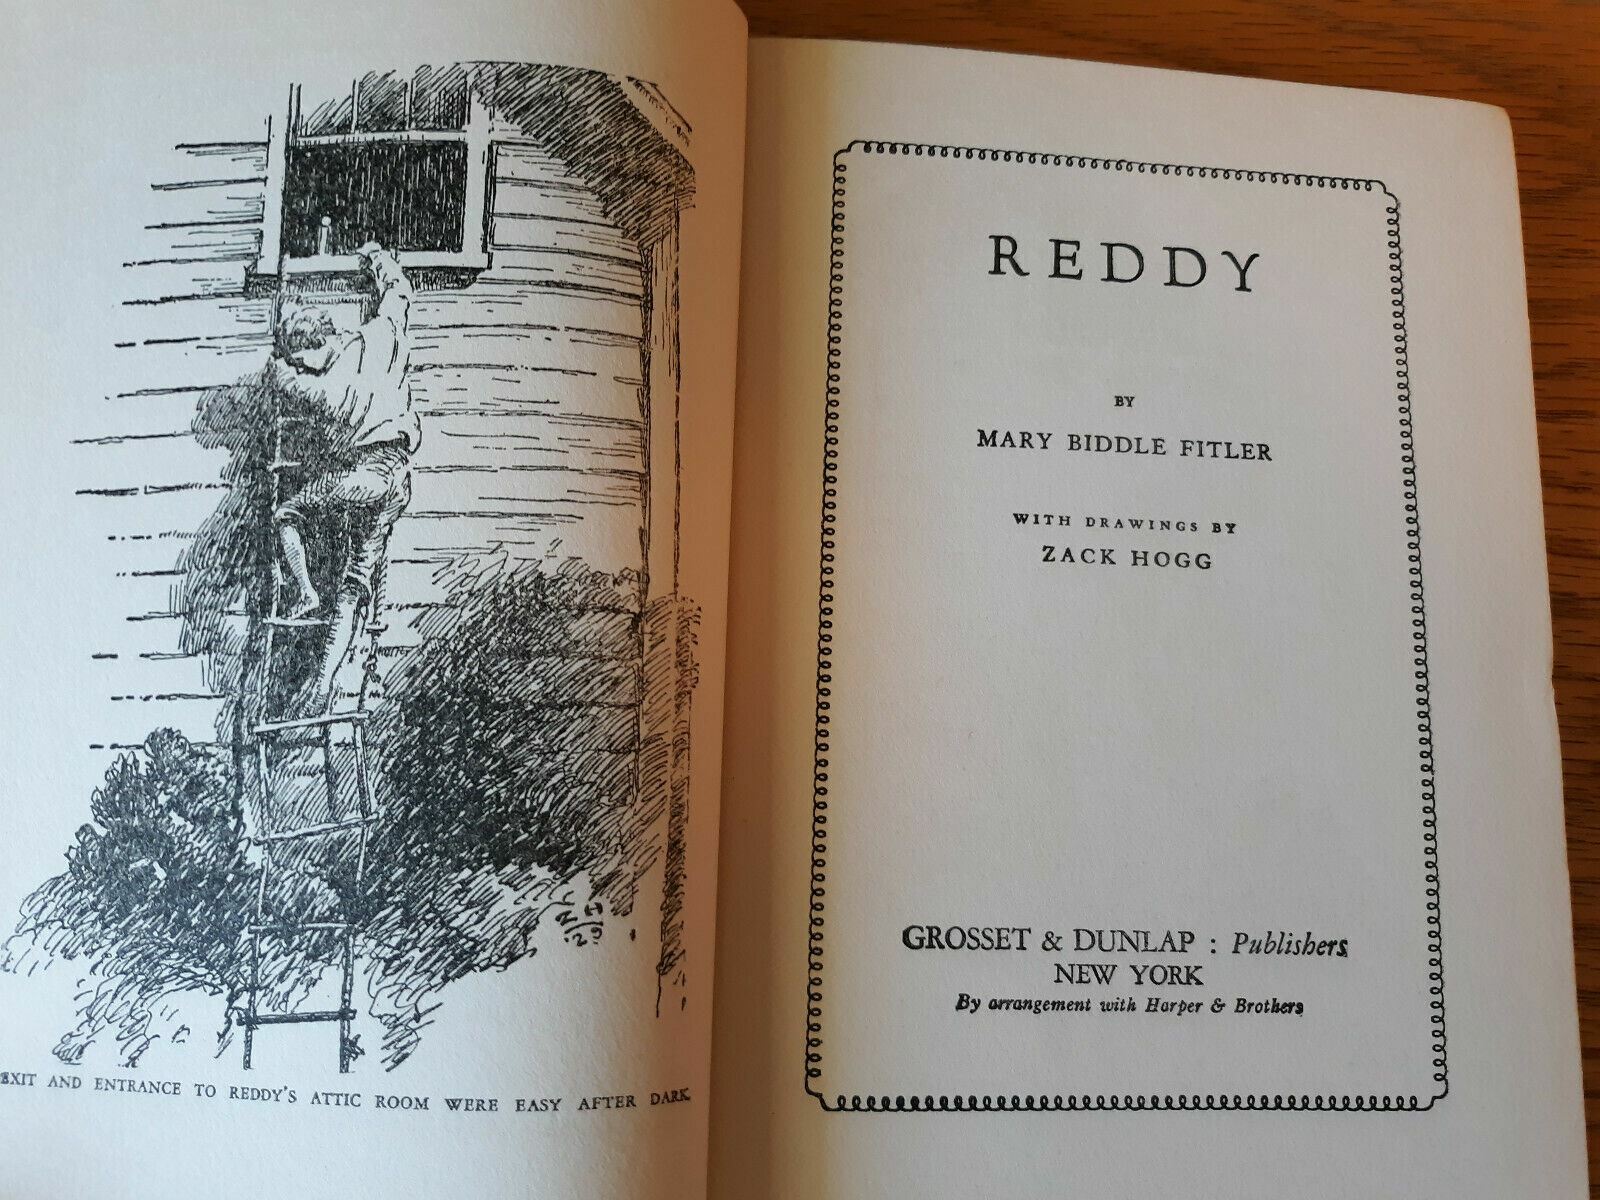 Z H
'29
EXIT AND ENTRANCE TO REDDY'S ATTIC ROOM WERE EASY AFTER DARK
REDDY
BY
MARY BIDDLE FITLER
WITH DRAWINGS BY
ZACK HOGG
GROSSET & DUNLAP : Publishers
NEW YORK
By arrangement with Harper & Brothers